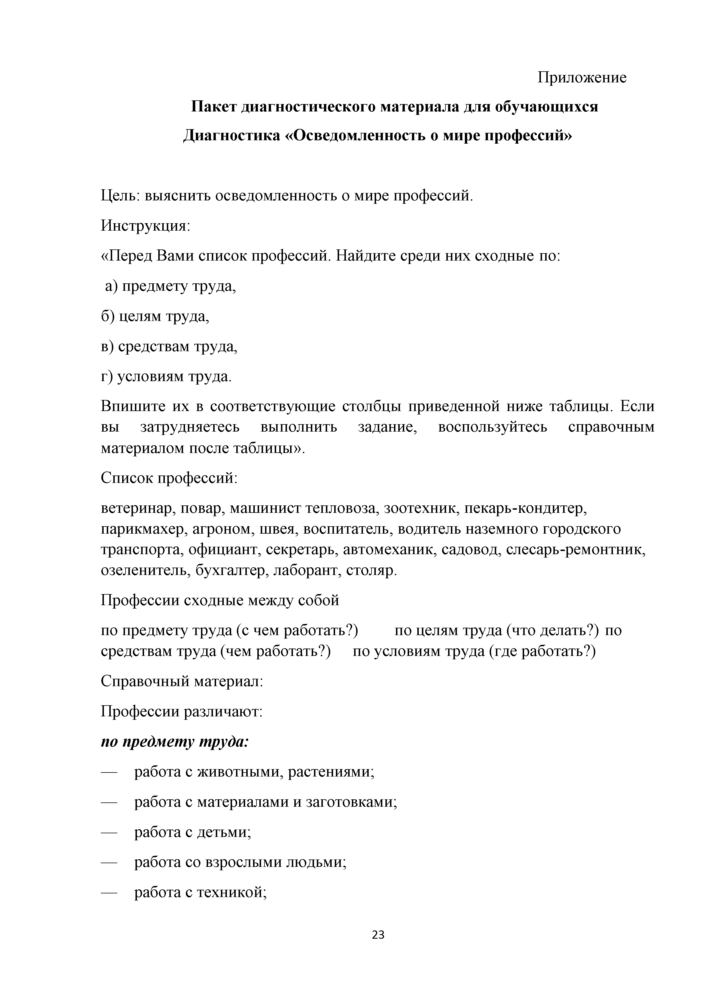 Приложение
Пакет диагностического материала для обучающихся
Диагностика «Осведомленность о мире профессий»
Цель: выяснить осведомленность о мире профессий.
Инструкция:
«Перед Вами список профессий. Найдите среди них сходные по:
а) предмету труда,
б) целям труда,
в) средствам труда,
г) условиям труда.
Впишите их в соответствующие столбцы приведенной ниже таблицы. Если
вы затрудняетесь выполнить задание, воспользуйтесь справочным
материалом после таблицы».
Список профессий:
ветеринар, повар, машинист тепловоза, зоотехник, пекарь-кондитер,
парикмахер, агроном, швея, воспитатель, водитель наземного городского
транспорта, официант, секретарь, автомеханик, садовод, слесарь-ремонтник,
озеленитель, бухгалтер, лаборант, столяр.
Профессии сходные между собой
по предмету труда (с чем работать?) по целям труда (что делать?) по
средствам труда (чем работать?) по условиям труда (где работать?)
Справочный материал:
Профессии различают:
по предмету труда:
— работа с животными, растениями;
— работа с материалами и заготовками;
— работа с детьми;
— работа со взрослыми людьми;
— работа с техникой;
23